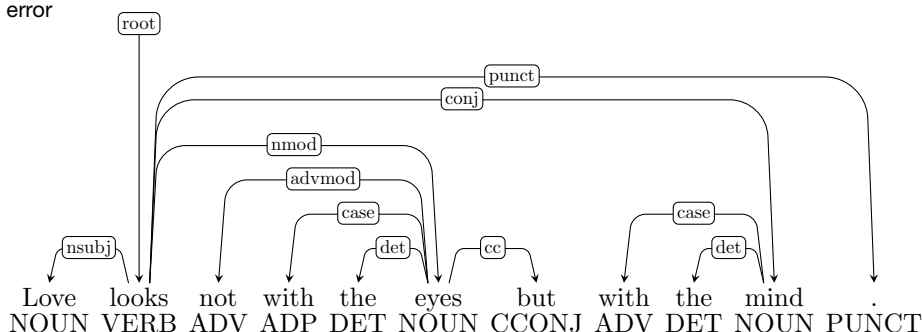 error
root
punct
conj
nmod
advmod
case case
nsubj det cc det
Love looks not with the eyes but with the mind .
NOUN VERB ADV ADP DET NOUN CCONJ ADV DET NOUN PUNCT